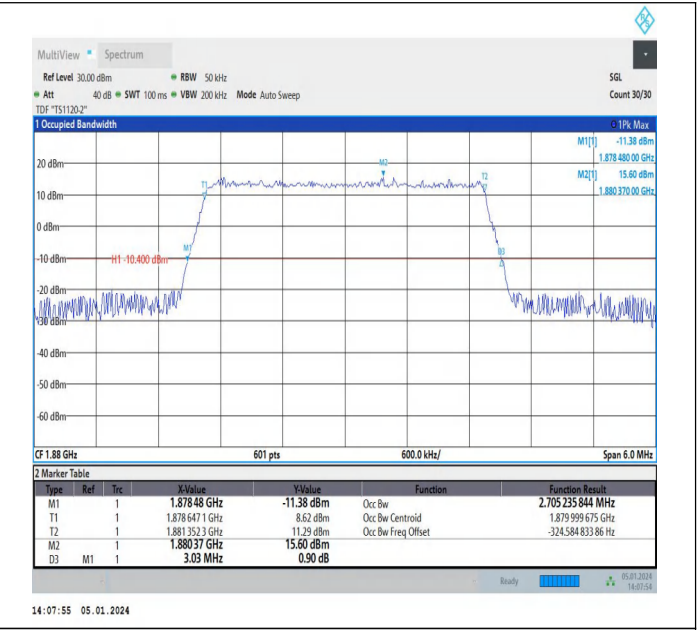 MultiView Spectrum
Ref Level 30.00 dBm RBW 50 kHz SGL
Att 40 dB SWT 100 ms VBW 200 kHz Mode Auto Sweep Count 30/30
TDF "TS1120-2"
1 Occupied Bandwidth 1Pk Max
M1[1] -11.38 dBm
1.878 480 00 GHz
M2[1] 15.60 dBm
1.880 370 00 GHz
20 dBm
M2
T1
T2
10 dBm
0 dBm
M1
-10 dBm
H1 -10.400 dBm
-20 dBm
-30 dBm
-40 dBm
-50 dBm
-60 dBm
CF 1.88 GHz 601 pts 600.0 kHz/ Span 6.0 MHz
2 Marker Table
Type Ref Trc X-Value Y-Value Function Function Result
M1 1 1.87848 GHz -11.38 dBm Occ Bw 2.705 235 844 MHz
T1 1 1.878 647 1 GHz 8.62 dBm Occ Bw Centroid 1.879 999 675 GHz
T2 1 1.881 352 3 GHz 11.29 dBm Occ Bw Freq Offset -324.584 833 86 Hz
M2 1 1.88037 GHz 15.60 dBm
D3 M1 1 3.03 MHz 0.90 dB
Ready 05.01.2024
14:07:54
14:07:55 05.01.2024